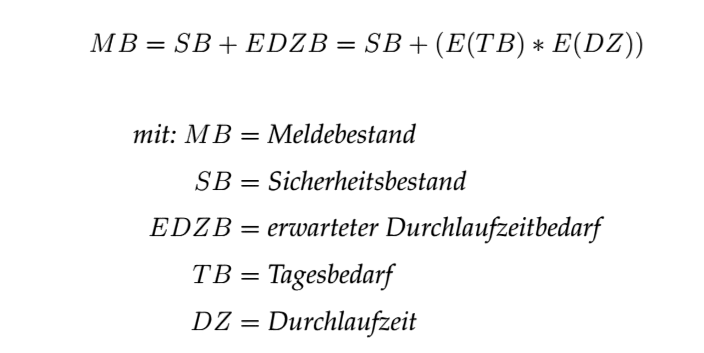 MB = SB + EDZB = SB + (E(TB) ∗ E(DZ))
mit: MB = Meldebestand
SB = Sicherheitsbestand
EDZB = erwarteter Durchlaufzeitbedarf
TB = Tagesbedarf
DZ = Durchlaufzeit